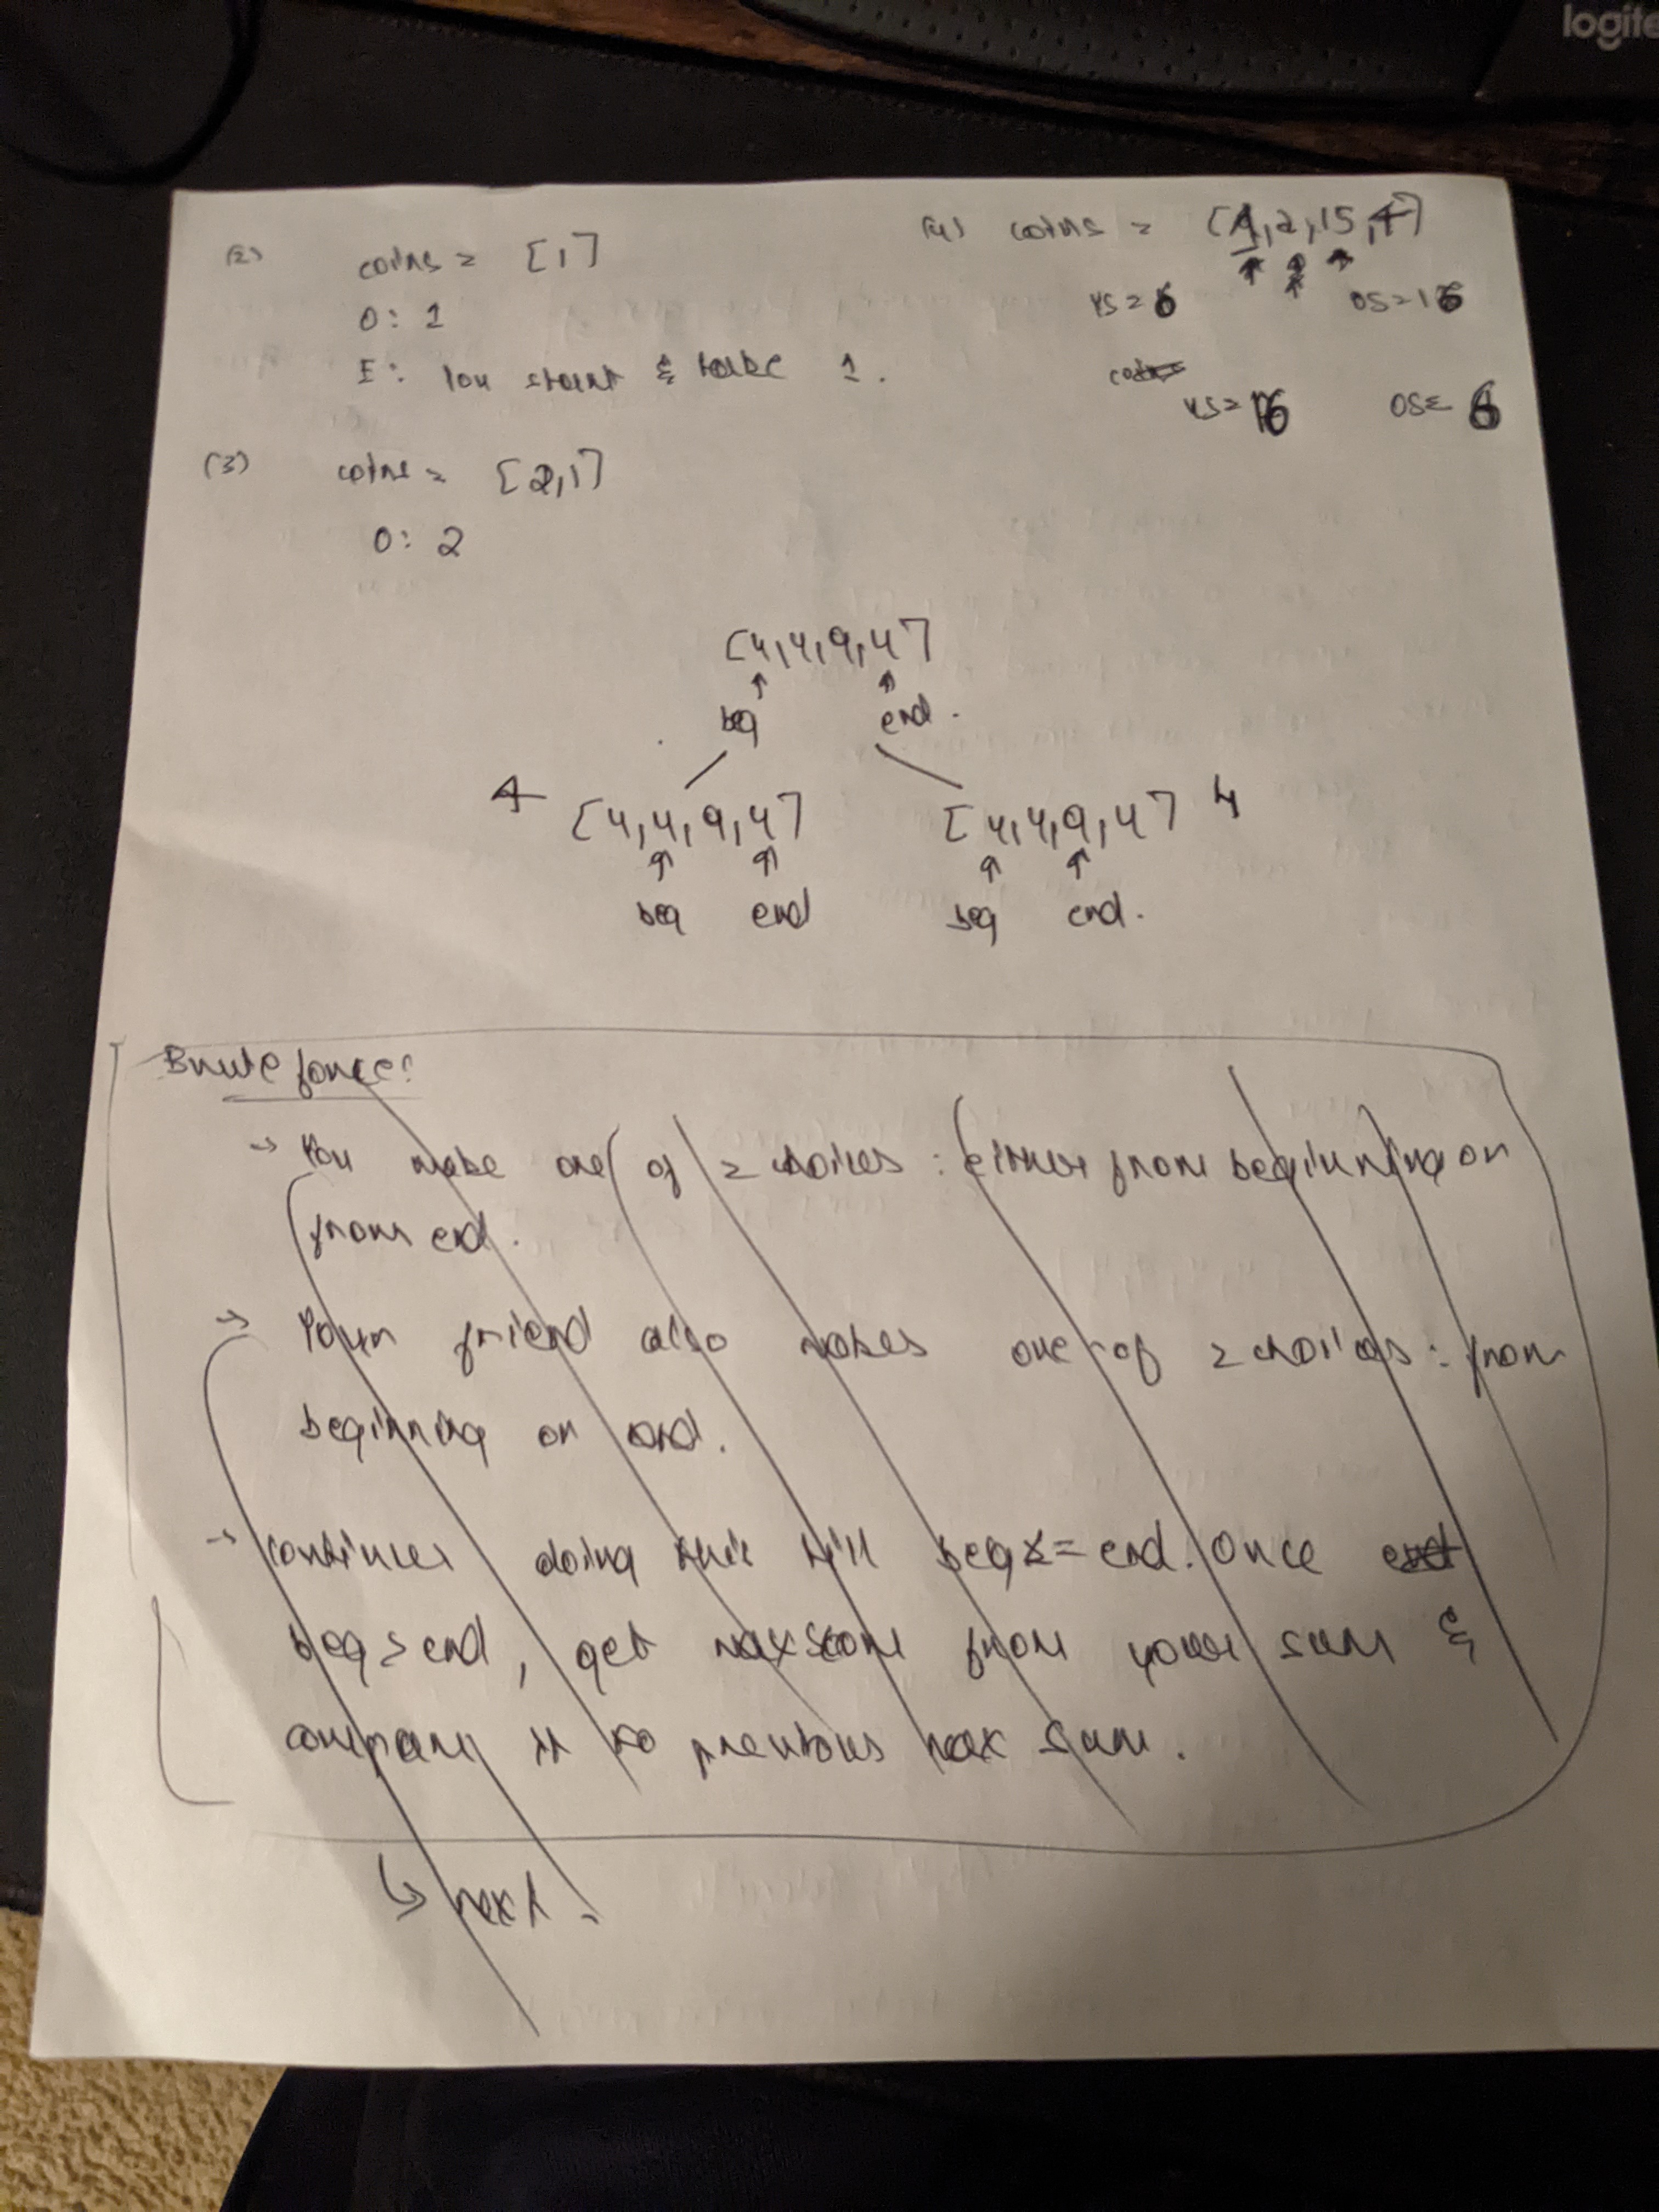 logite
(2) coins = [1]
O: 1
E: You start & take 1.
(4) coins = [1,2,15,4]
YS = 6 OS = 16
coins
YS = 16 OS = 6
(3) coins = [2,1]
O: 2
[4,4,9,4]
beg end.
4 [4,4,9,4] [4,4,9,4] 4
beg end beg end.
Brute force:
→ You make one of 2 choices : either from beginning or
from end.
→ Your friend also makes one of 2 choices : from
beginning or end.
→ continues doing this till beg <= end. Once end
beg > end, get max score from your sum &
compare it to previous max sum.
↳ next -